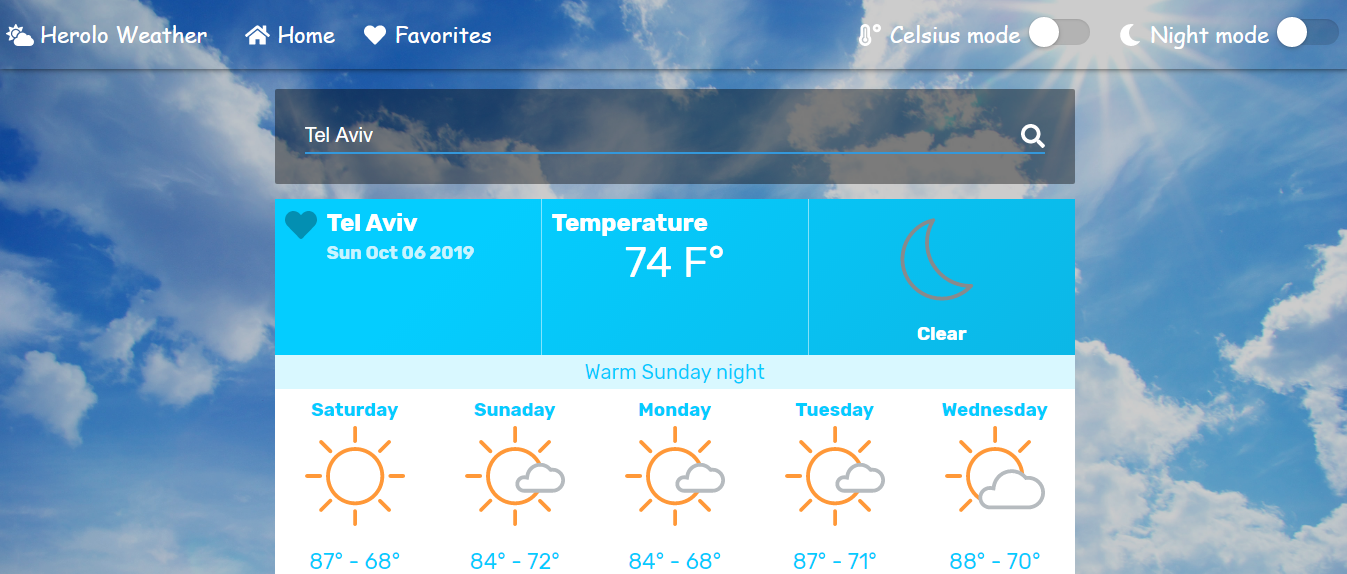 Herolo Weather Home Favorites Celsius mode Night mode
Tel Aviv
Tel Aviv
Sun Oct 06 2019
Temperature
74 F°
Clear
Warm Sunday night
Saturday Sunaday Monday Tuesday Wednesday
87° - 68° 84° - 72° 84° - 68° 87° - 71° 88° - 70°